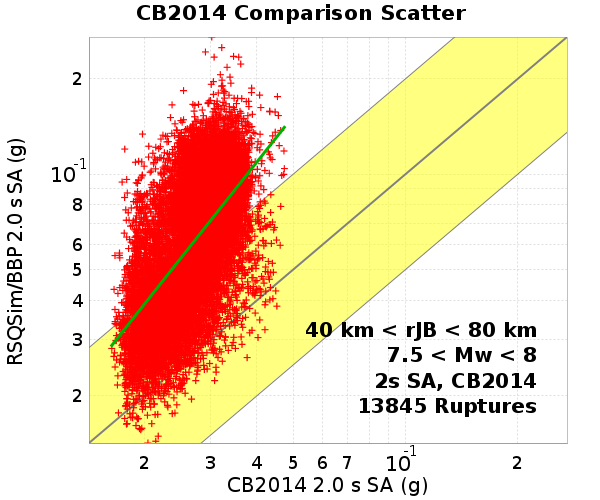 CB2014 Comparison Scatter
RSQSim/BBP 2.0 s SA (g)
2
10^-1
8
6
5
4
3
2
40 km < rJB < 80 km
7.5 < Mw < 8
2s SA, CB2014
13845 Ruptures
2 3 4 5 6 7 10^-1 2
CB2014 2.0 s SA (g)